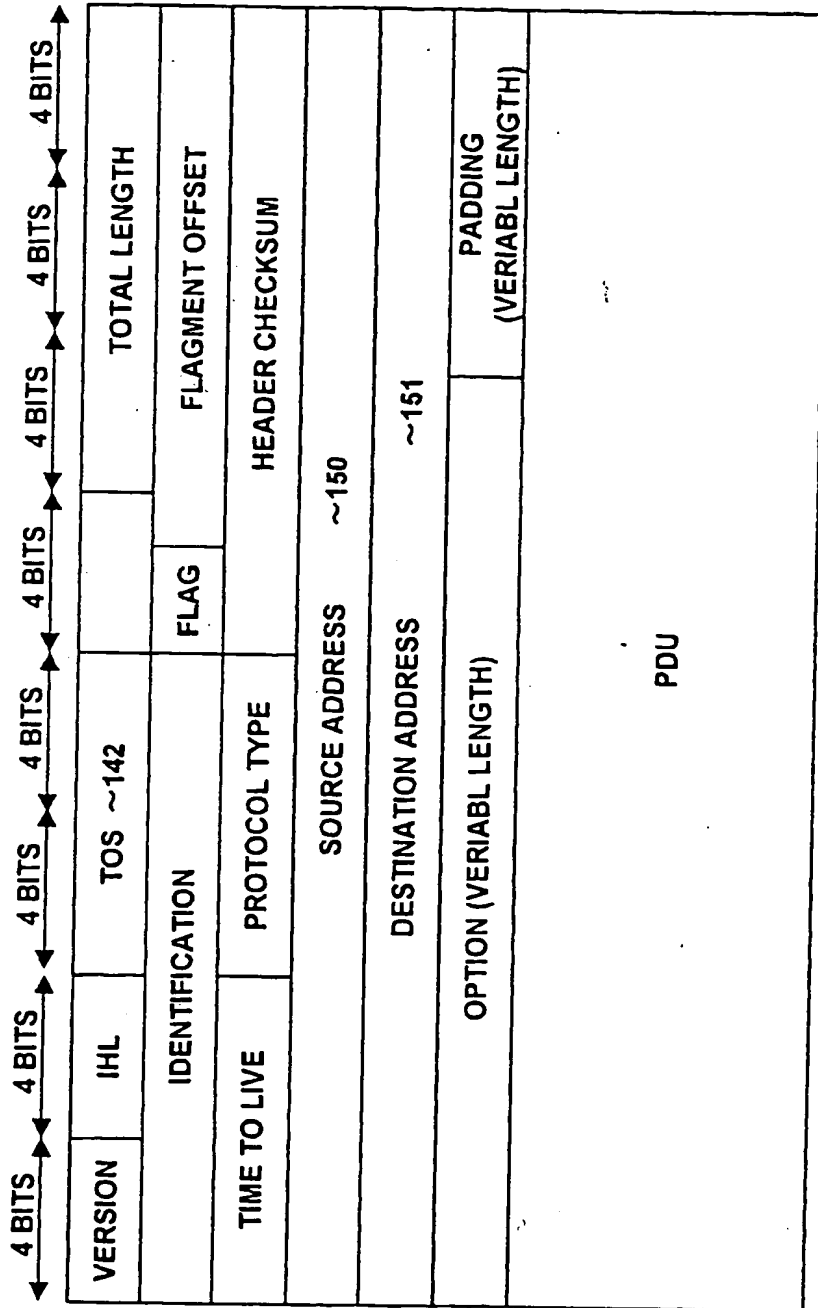 4 BITS 4 BITS 4 BITS 4 BITS 4 BITS 4 BITS 4 BITS 4 BITS
VERSION IHL TOS ~142 TOTAL LENGTH
IDENTIFICATION FLAG FLAGMENT OFFSET
TIME TO LIVE PROTOCOL TYPE HEADER CHECKSUM
SOURCE ADDRESS ~150
DESTINATION ADDRESS ~151
OPTION (VERIABL LENGTH) PADDING
(VERIABL LENGTH)
PDU